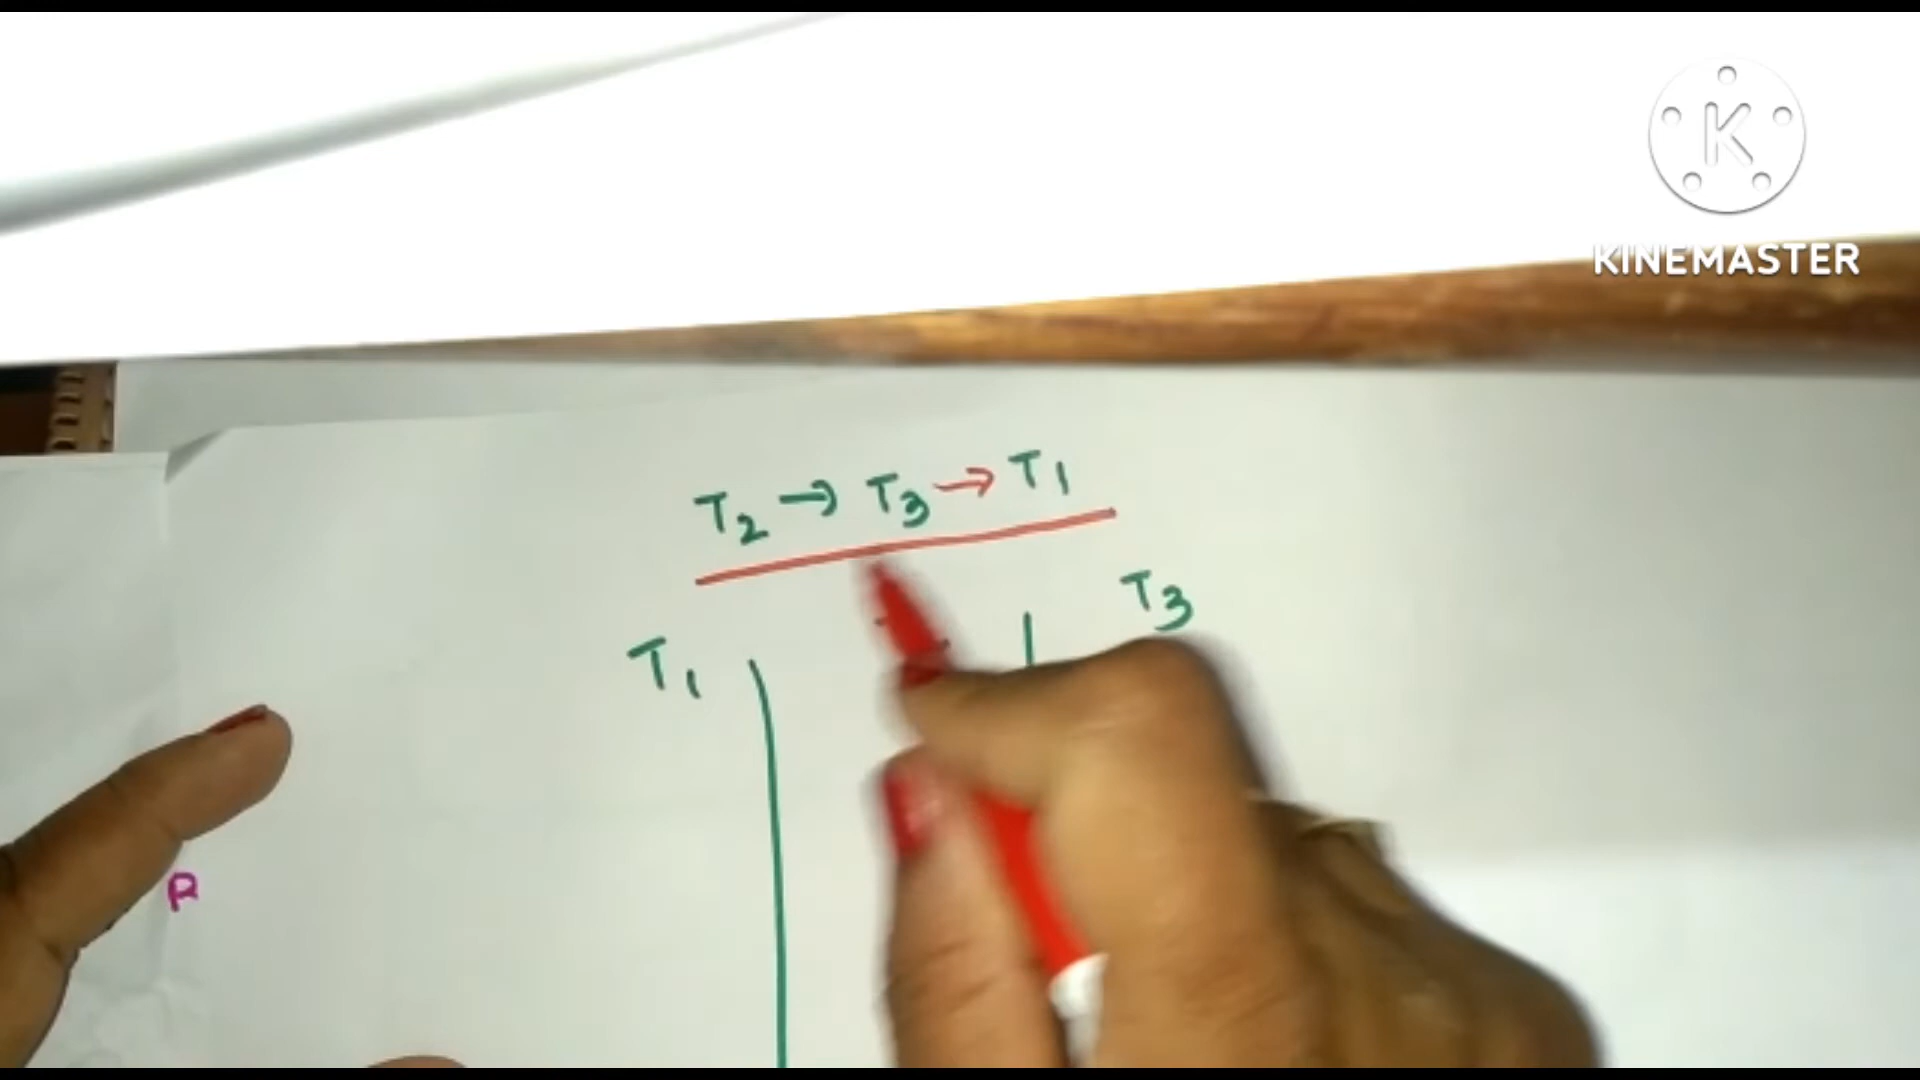 K
KINEMASTER
T₂ → T₃ → T₁
T₁
T₃
R